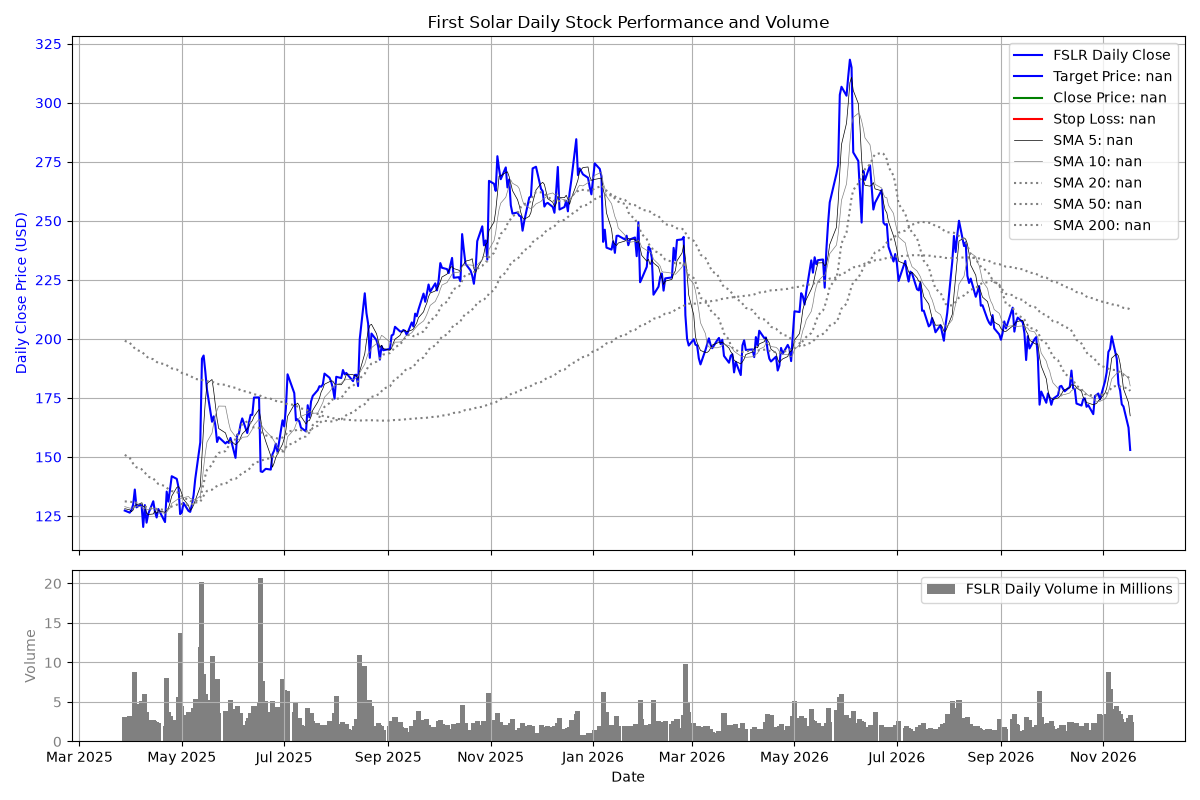 First Solar Daily Stock Performance and Volume
Daily Close Price (USD)
325
300
275
250
225
200
175
150
125
FSLR Daily Close
Target Price: nan
Close Price: nan
Stop Loss: nan
SMA 5: nan
SMA 10: nan
SMA 20: nan
SMA 50: nan
SMA 200: nan
Volume
20
15
10
5
0
FSLR Daily Volume in Millions
Mar 2025 May 2025 Jul 2025 Sep 2025 Nov 2025 Jan 2026 Mar 2026 May 2026 Jul 2026 Sep 2026 Nov 2026
Date